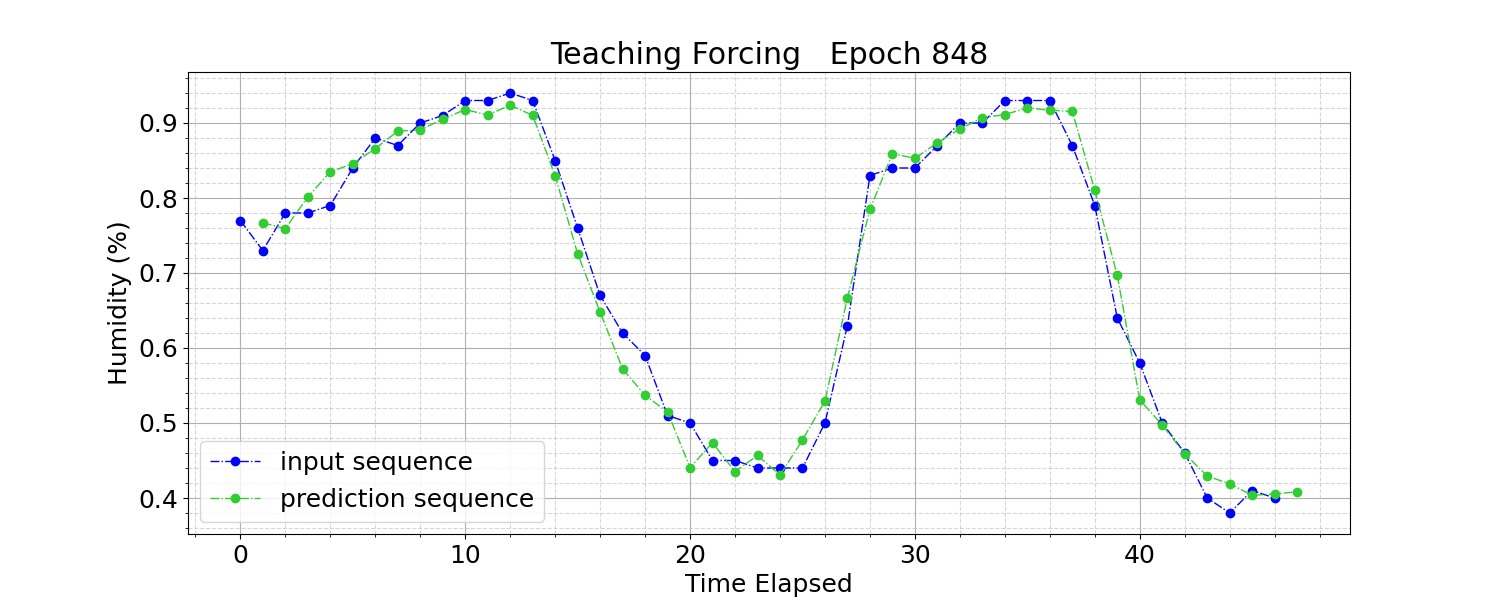 Teaching Forcing   Epoch 848
Humidity (%)
0.9
0.8
0.7
0.6
0.5
0.4
input sequence
prediction sequence
0 10 20 30 40
Time Elapsed